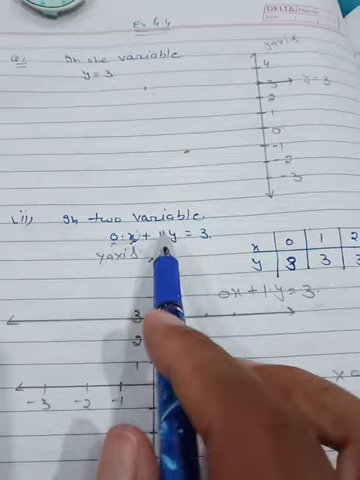 DELTA
Ex 4.4
Q:
In one variable
y = 3
y axis
4
3 → y = 3
2
1
0
-1
-2
-3
(ii) In two variable.
0.x + 1.y = 3.
y axis
x 0 1 2
y 3 3 3
0x + 1.y = 3
3
2
1
-3 -2 -1